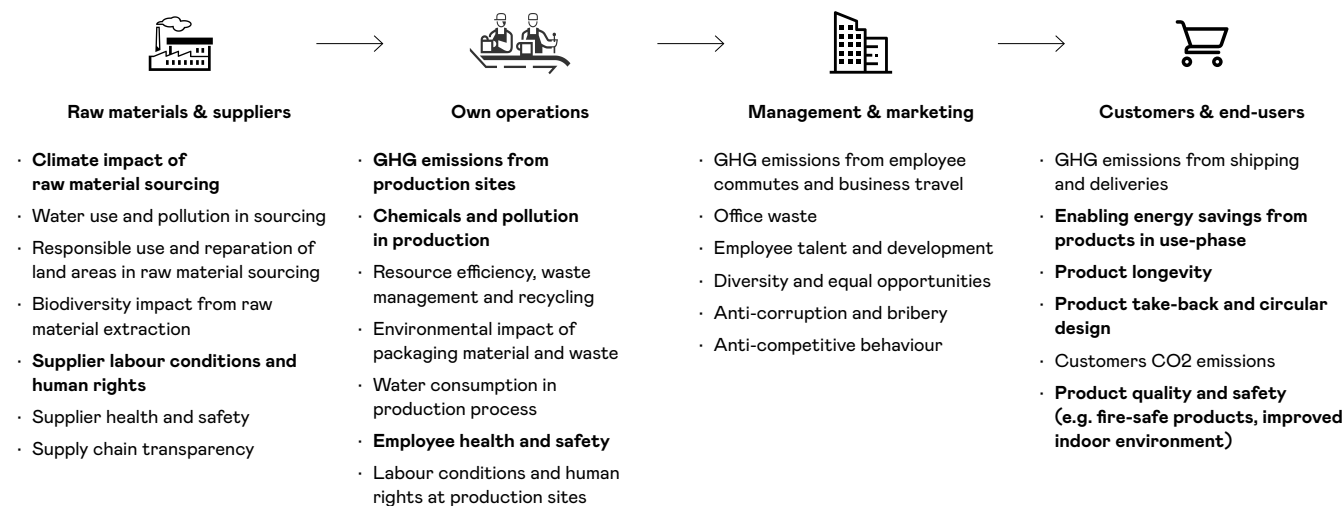 Raw materials & suppliers
· Climate impact of
raw material sourcing
· Water use and pollution in sourcing
· Responsible use and reparation of
land areas in raw material sourcing
· Biodiversity impact from raw
material extraction
· Supplier labour conditions and
human rights
· Supplier health and safety
· Supply chain transparency
Own operations
· GHG emissions from
production sites
· Chemicals and pollution
in production
· Resource efficiency, waste
management and recycling
· Environmental impact of
packaging material and waste
· Water consumption in
production process
· Employee health and safety
· Labour conditions and human
rights at production sites
Management & marketing
· GHG emissions from employee
commutes and business travel
· Office waste
· Employee talent and development
· Diversity and equal opportunities
· Anti-corruption and bribery
· Anti-competitive behaviour
Customers & end-users
· GHG emissions from shipping
and deliveries
· Enabling energy savings from
products in use-phase
· Product longevity
· Product take-back and circular
design
· Customers CO2 emissions
· Product quality and safety
(e.g. fire-safe products, improved
indoor environment)